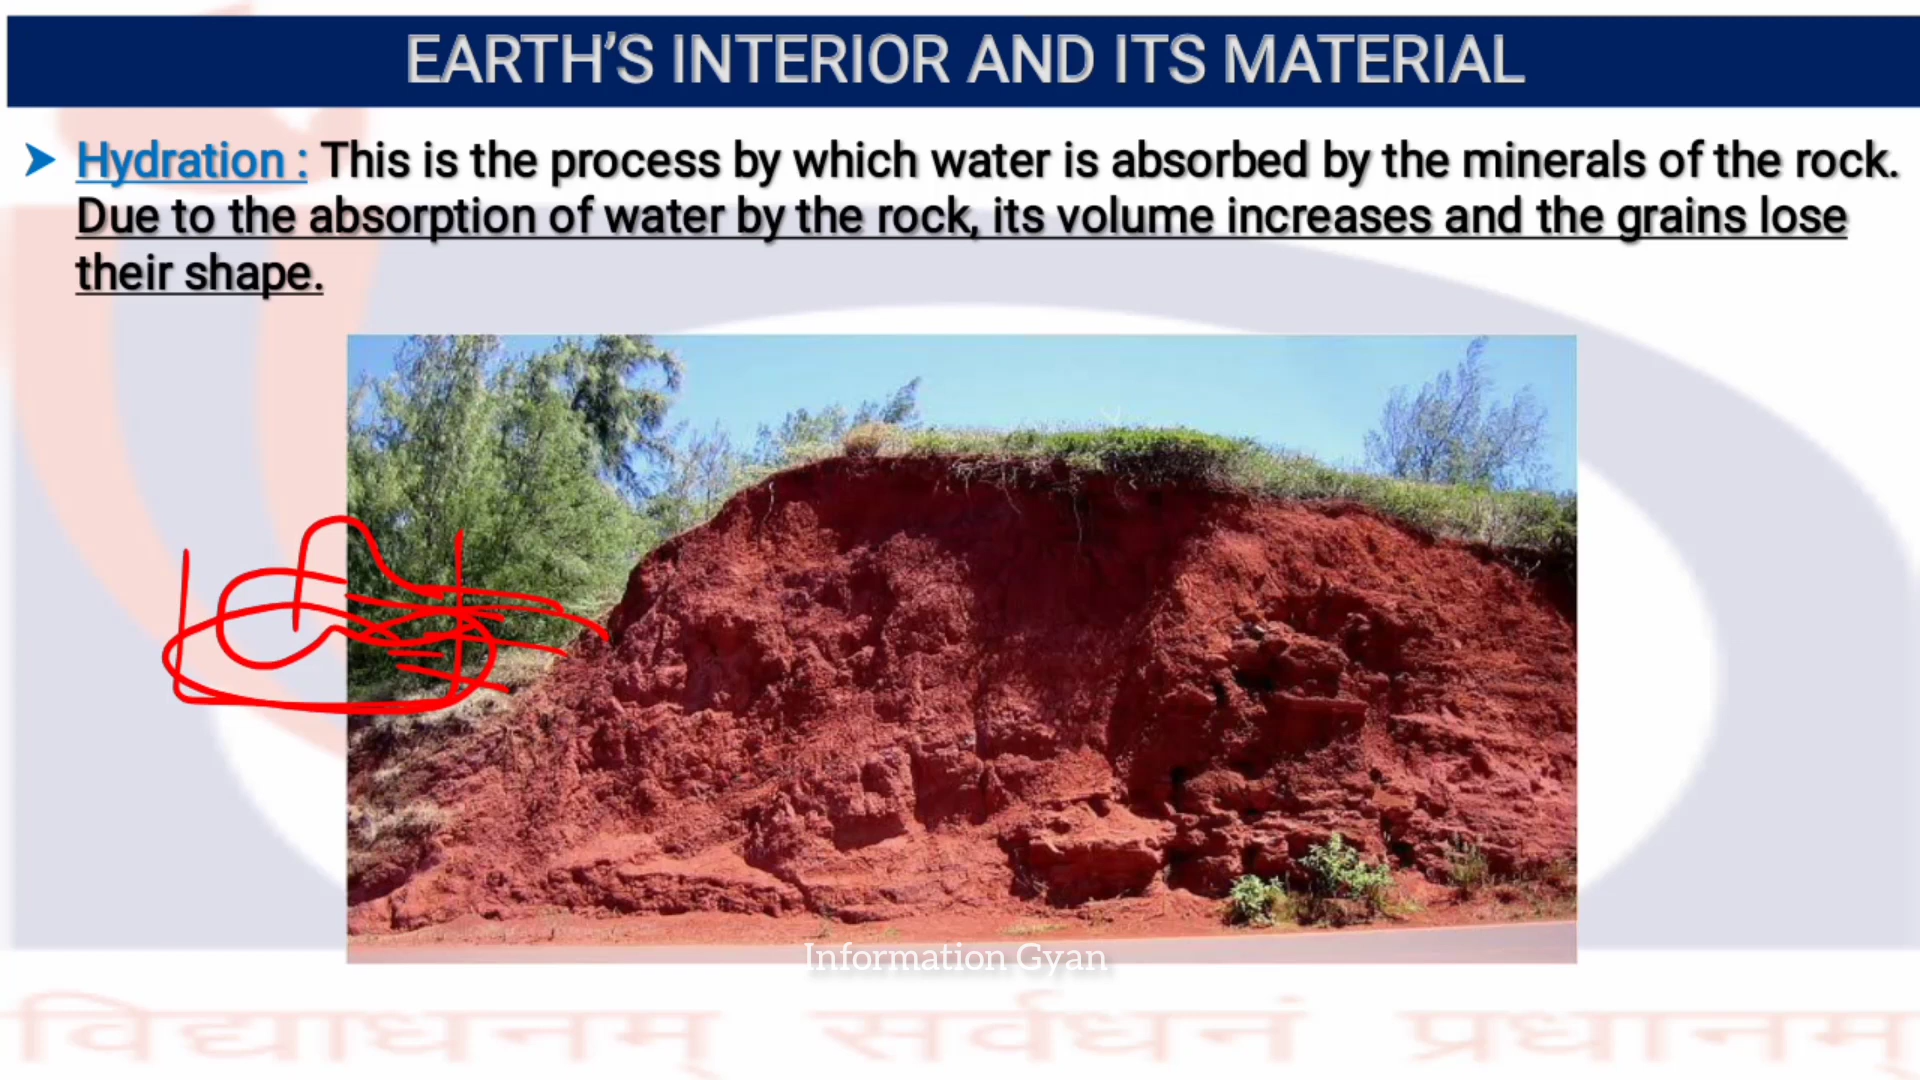 EARTH’S INTERIOR AND ITS MATERIAL
➤ Hydration : This is the process by which water is absorbed by the minerals of the rock.
Due to the absorption of water by the rock, its volume increases and the grains lose
their shape.
Information Gyan
विद्याधनम् सर्वधनं प्रधानम्